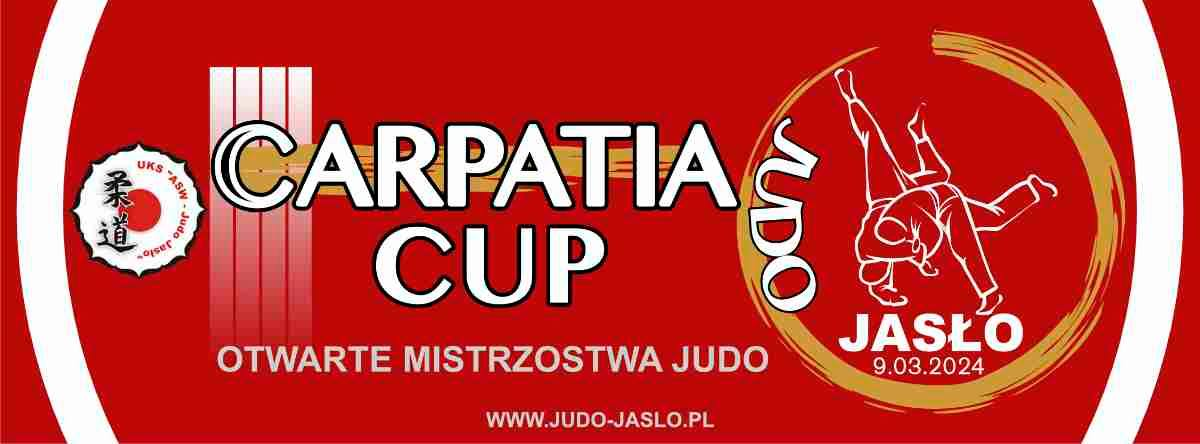 UKS "ASW - Judo Jasło"
柔道
CARPATIA
CUP
JUDO
OTWARTE MISTRZOSTWA JUDO
JASŁO
9.03.2024
WWW.JUDO-JASLO.PL